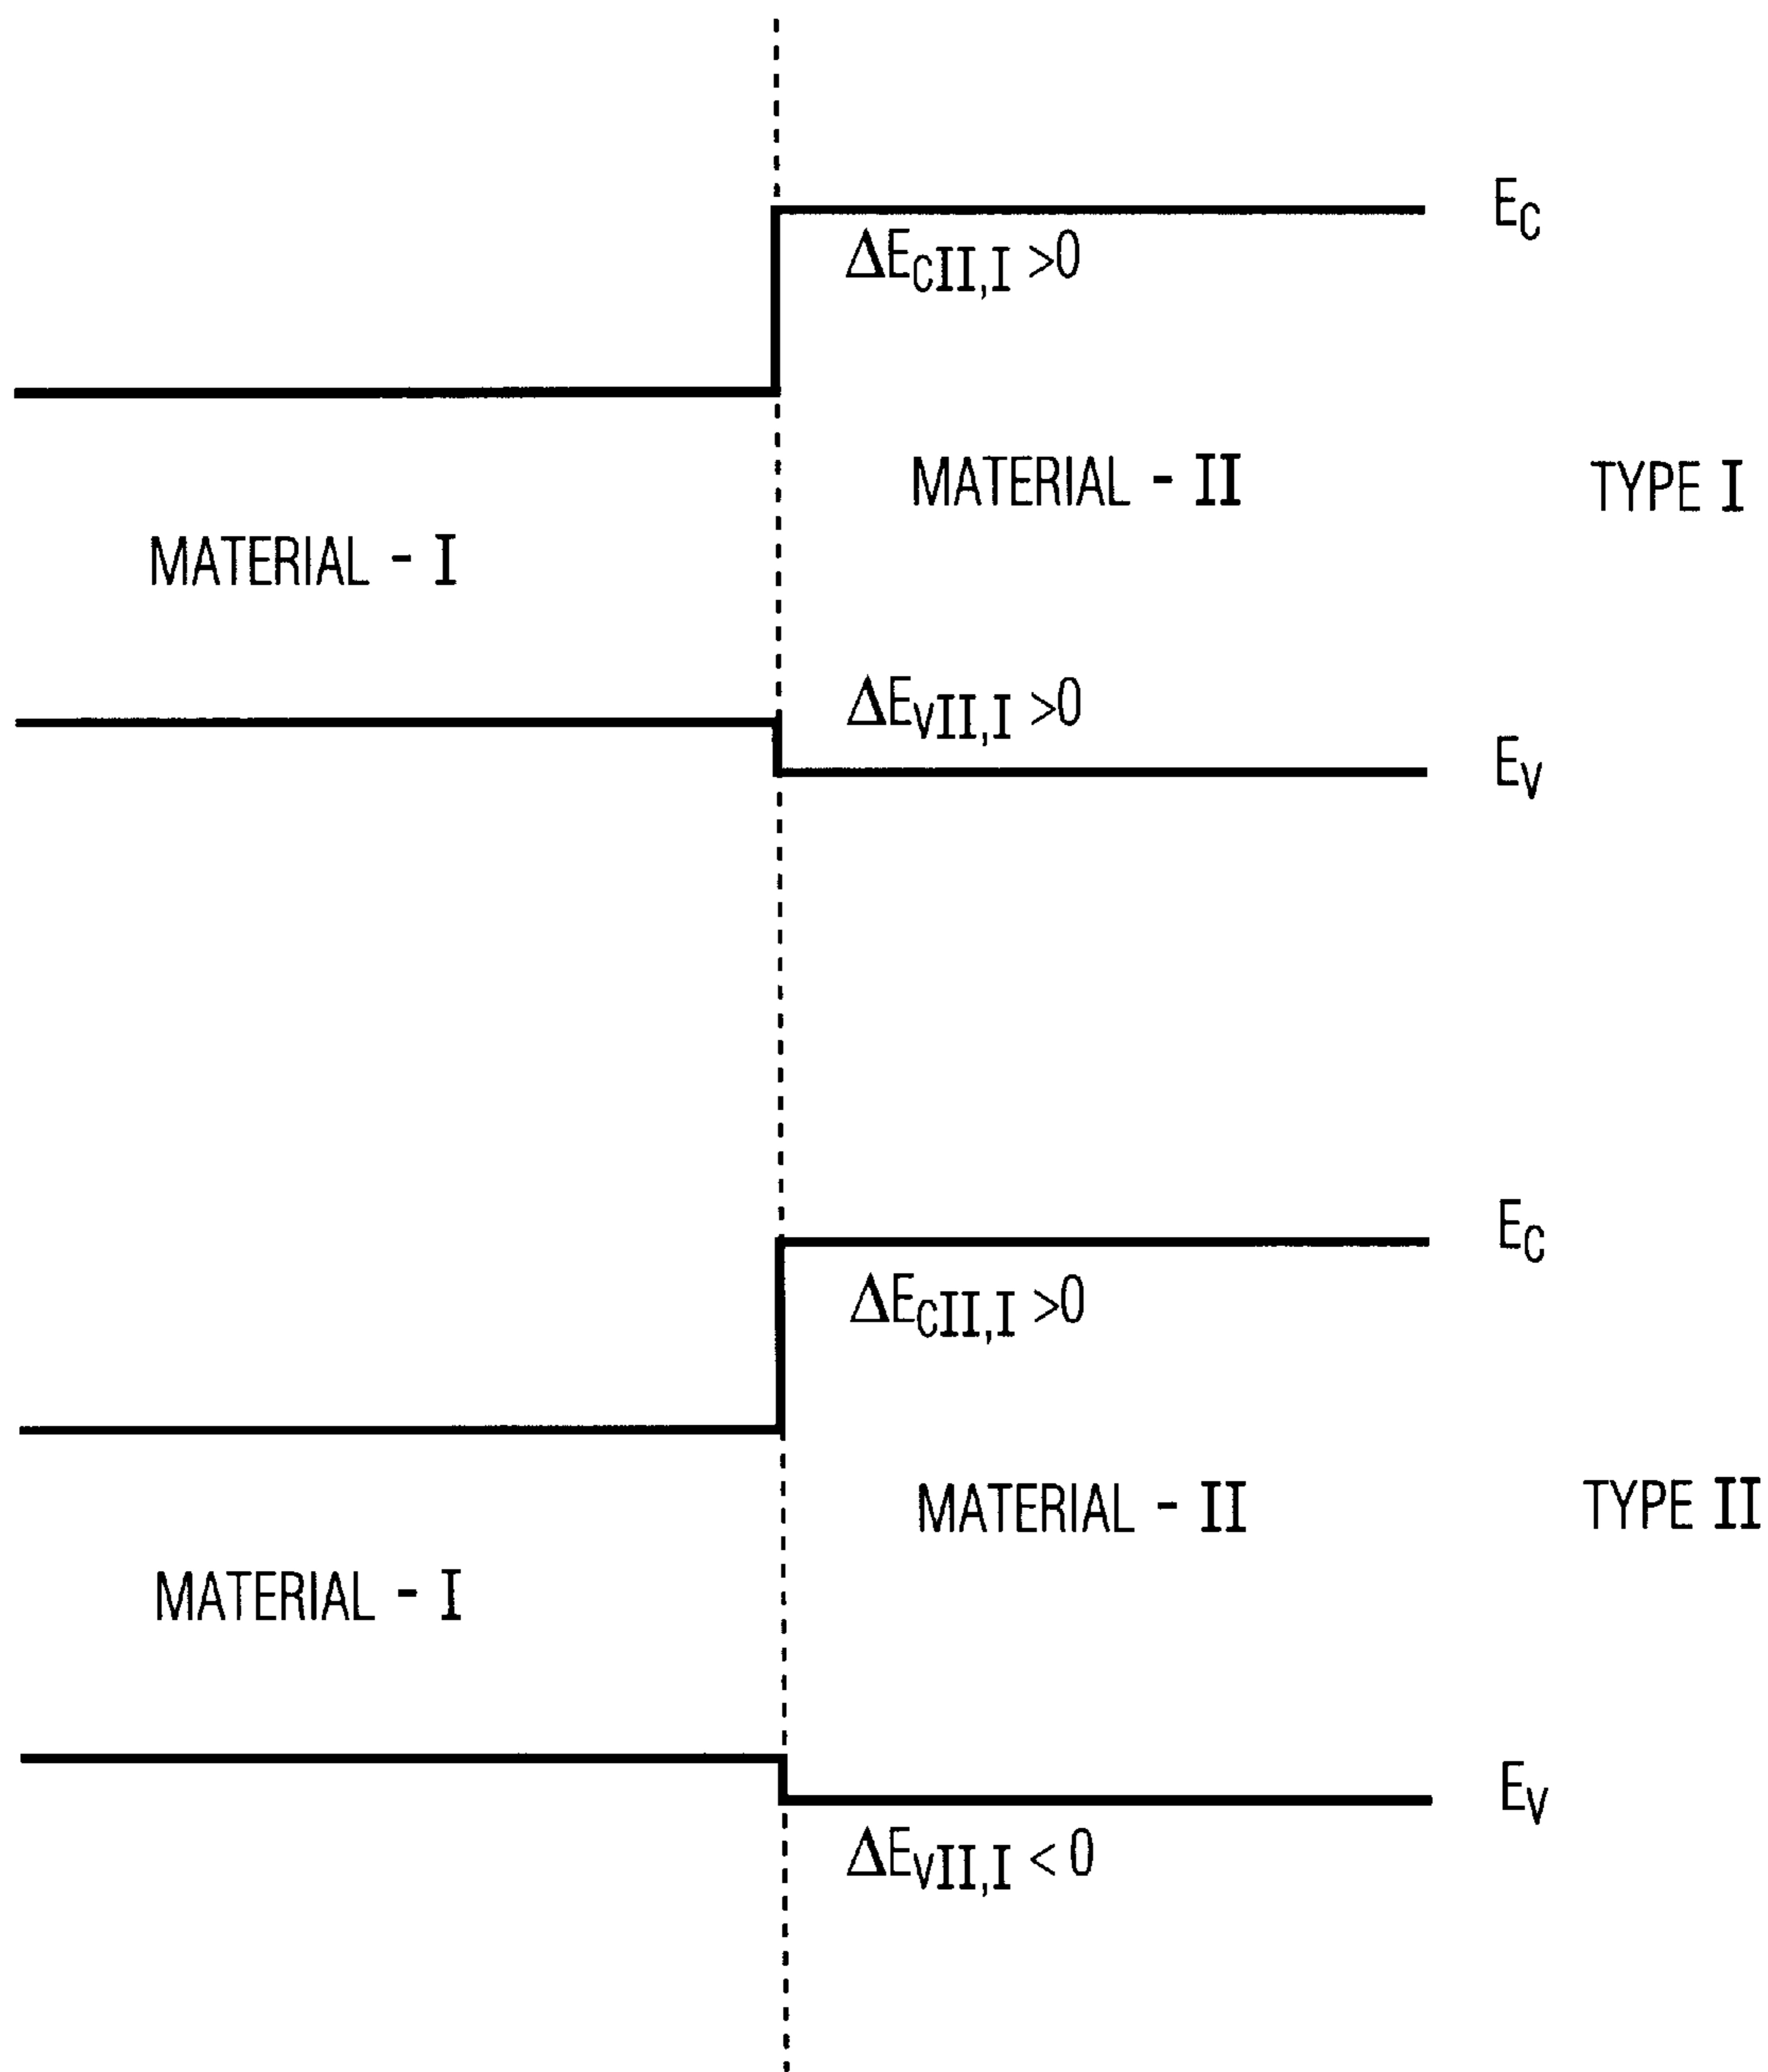 E_C
ΔE_CII,I >0
MATERIAL - II
TYPE I
MATERIAL - I
ΔE_VII,I >0
E_V
E_C
ΔE_CII,I >0
MATERIAL - II
TYPE II
MATERIAL - I
E_V
ΔE_VII,I < 0